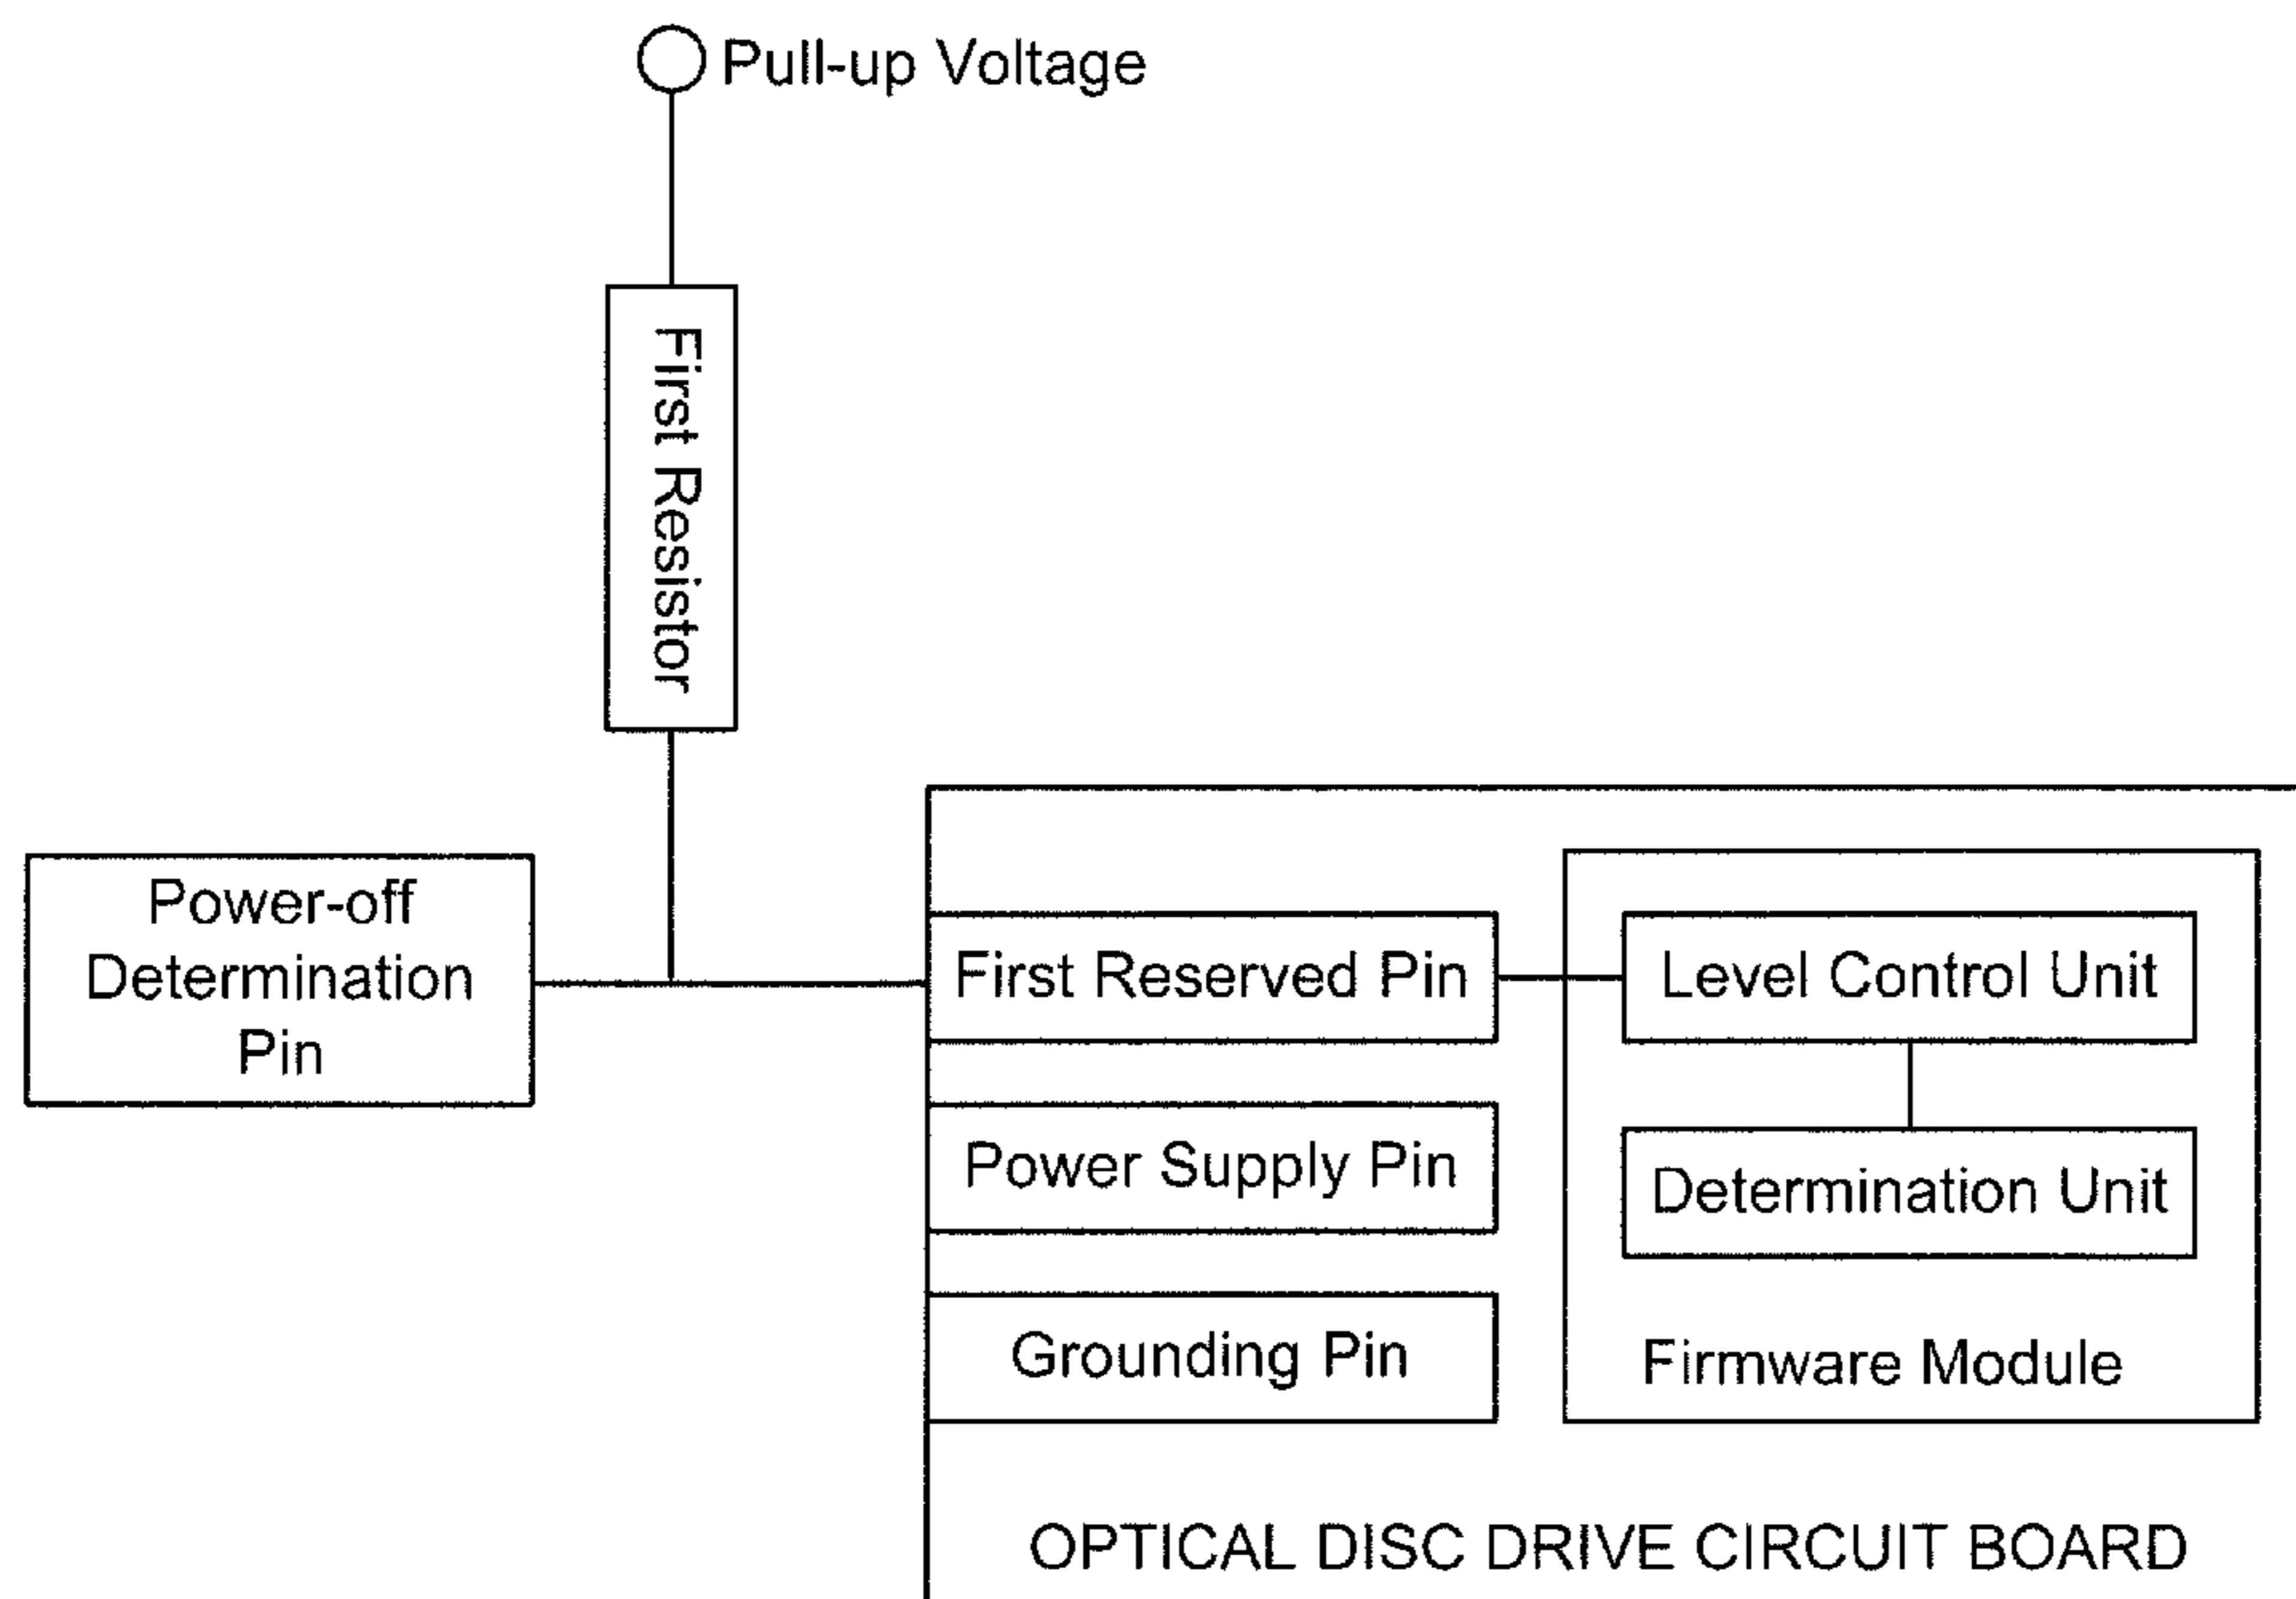 Pull-up Voltage
First Resistor
Power-off
Determination
Pin
First Reserved Pin
Level Control Unit
Power Supply Pin
Determination Unit
Grounding Pin
Firmware Module
OPTICAL DISC DRIVE CIRCUIT BOARD